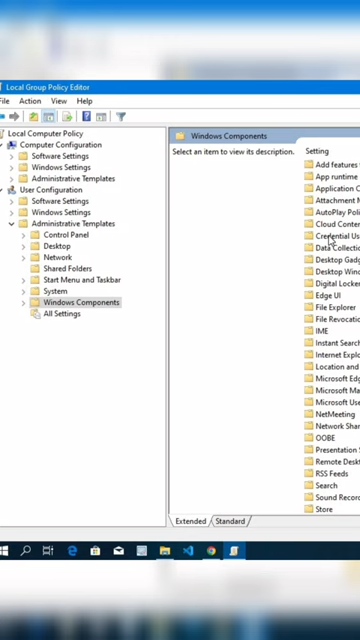 Local Group Policy Editor
File Action View Help
Local Computer Policy
Computer Configuration
Software Settings
Windows Settings
Administrative Templates
User Configuration
Software Settings
Windows Settings
Administrative Templates
Control Panel
Desktop
Network
Shared Folders
Start Menu and Taskbar
System
Windows Components
All Settings
Windows Components
Select an item to view its description.
Setting
Add features
App runtime
Application C
Attachment M
AutoPlay Poli
Cloud Conten
Credential Us
Data Collectio
Desktop Gadg
Desktop Wind
Digital Locker
Edge UI
File Explorer
File Revocatio
IME
Instant Search
Internet Explo
Location and
Microsoft Edg
Microsoft Ma
Microsoft Use
NetMeeting
Network Shar
OOBE
Presentation S
Remote Deskt
RSS Feeds
Search
Sound Record
Store
Extended Standard